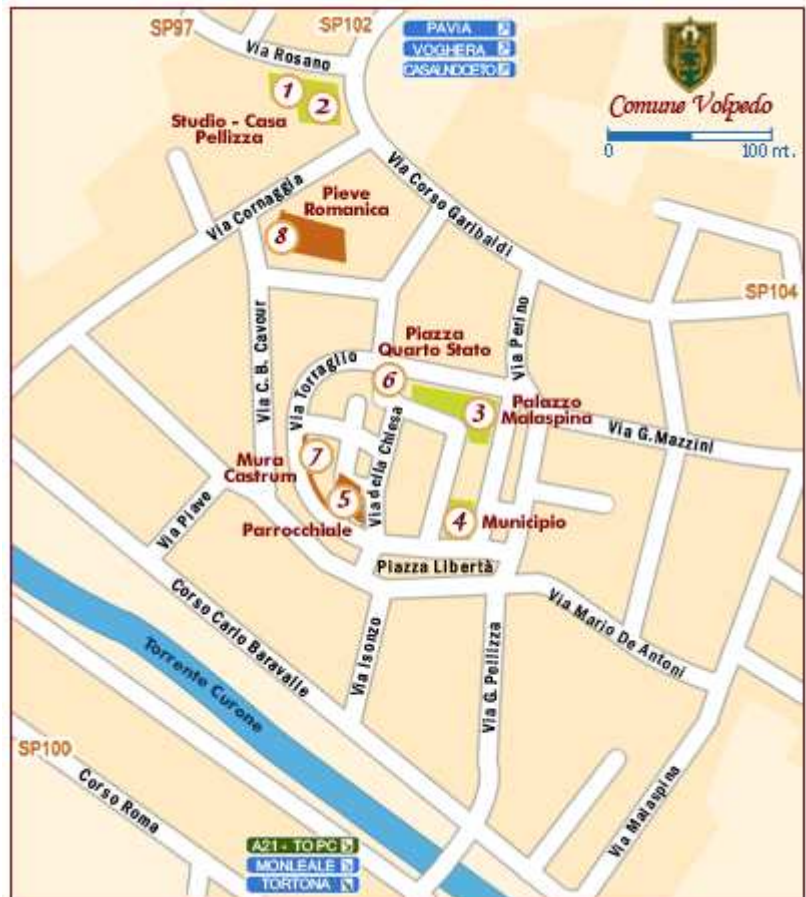 SP97
SP102
PAVIA
VOGHERA
CASALNOCETO
Comune Volpedo
0
100 mt.
Via Rosano
1
2
Studio - Casa
Pellizza
Via Cornaggia
Via Corso Garibaldi
Pieve
Romanica
8
SP104
Via Perino
Via C.B. Cavour
Piazza
Quarto Stato
Via Torraglio
6
3
Palazzo
Malaspina
Via G.Mazzini
Via della Chiesa
7
Mura
Castrum
5
4
Municipio
Parrocchiale
Via Piave
Piazza Libertà
Corso Carlo Baravalle
Via Isonzo
Via Mario De Antoni
Via G. Pellizza
Torrente Curone
SP100
Corso Roma
Via Malaspina
A21 - TO PC
MONLEALE
TORTONA